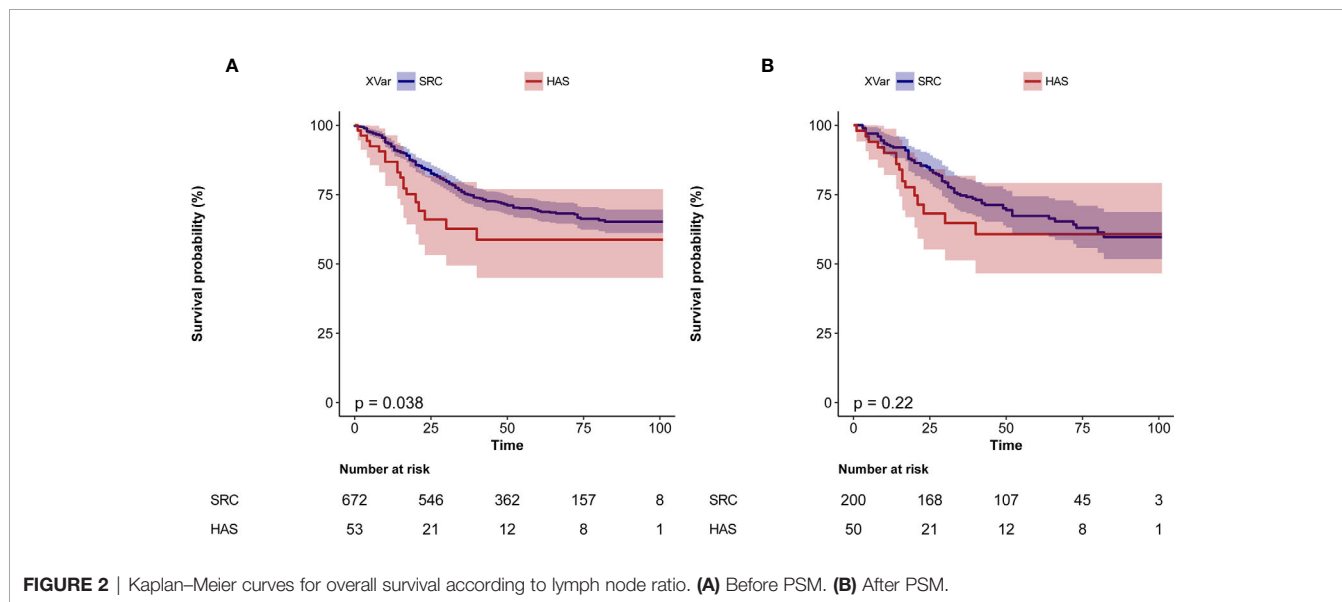 A
XVar SRC HAS
Survival probability (%)
100
75
50
25
0
p = 0.038
0 25 50 75 100
Time
Number at risk
SRC 672 546 362 157 8
HAS 53 21 12 8 1
B
XVar SRC HAS
Survival probability (%)
100
75
50
25
0
p = 0.22
0 25 50 75 100
Time
Number at risk
SRC 200 168 107 45 3
HAS 50 21 12 8 1
FIGURE 2 | Kaplan–Meier curves for overall survival according to lymph node ratio. (A) Before PSM. (B) After PSM.